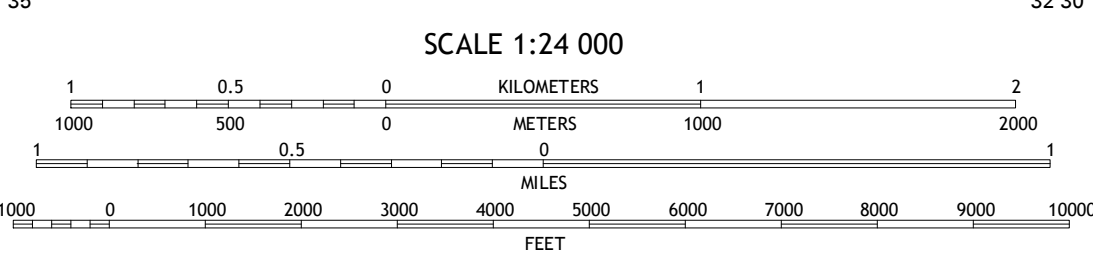 35' 32'30"
SCALE 1:24 000
1 0.5 0 KILOMETERS 1 2
1000 500 0 METERS 1000 2000
1 0.5 0 1
MILES
1000 0 1000 2000 3000 4000 5000 6000 7000 8000 9000 10000
FEET